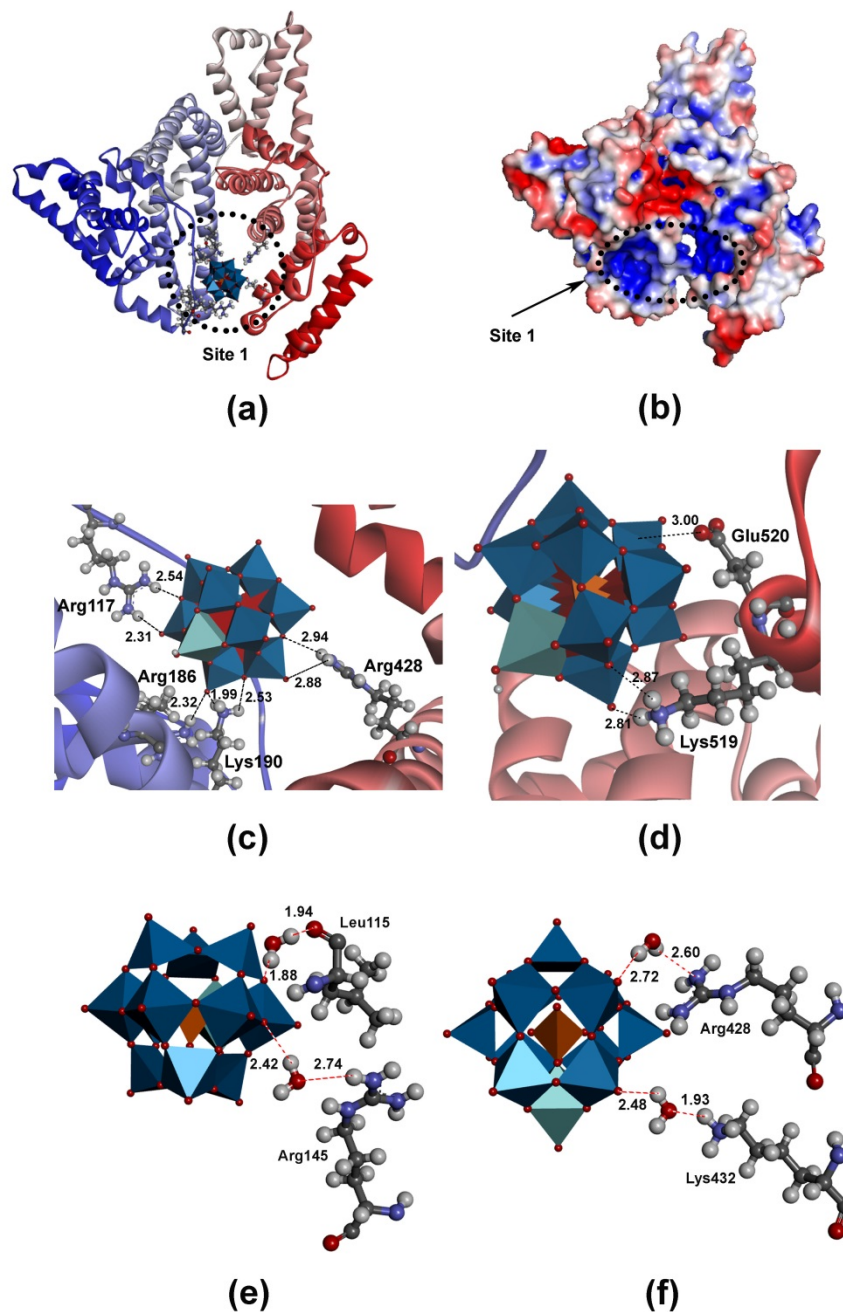 Site 1
Site 1
(a)
(b)
3.00
Glu520
2.54
Arg117
2.31
2.94
Arg428
2.88
Arg186
1.99
2.53
2.32
Lys190
2.87
2.81
Lys519
(c)
(d)
1.94
Leu115
1.88
2.42
2.74
Arg145
2.60
2.72
Arg428
2.48
1.93
Lys432
(e)
(f)